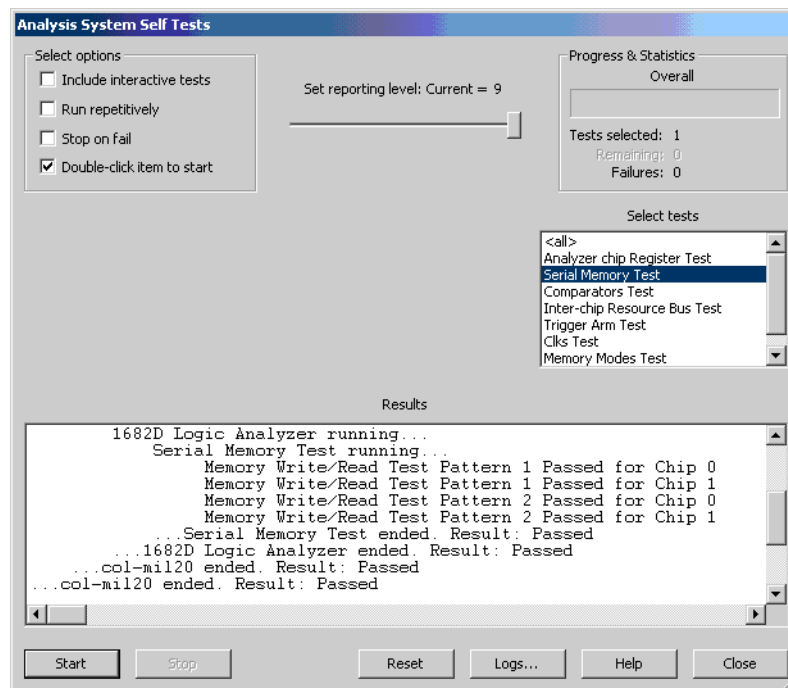 Analysis System Self Tests
Select options
Include interactive tests
Run repetitively
Stop on fail
Double-click item to start
Set reporting level: Current = 9
Progress & Statistics
Overall
Tests selected: 1
Remaining: 0
Failures: 0
Select tests
<all>
Analyzer chip Register Test
Serial Memory Test
Comparators Test
Inter-chip Resource Bus Test
Trigger Arm Test
Clks Test
Memory Modes Test
Results
1682D Logic Analyzer running...
Serial Memory Test running...
Memory Write/Read Test Pattern 1 Passed for Chip 0
Memory Write/Read Test Pattern 1 Passed for Chip 1
Memory Write/Read Test Pattern 2 Passed for Chip 0
Memory Write/Read Test Pattern 2 Passed for Chip 1
...Serial Memory Test ended. Result: Passed
...1682D Logic Analyzer ended. Result: Passed
...col-mil20 ended. Result: Passed
...col-mil20 ended. Result: Passed
Start
Stop
Reset
Logs...
Help
Close